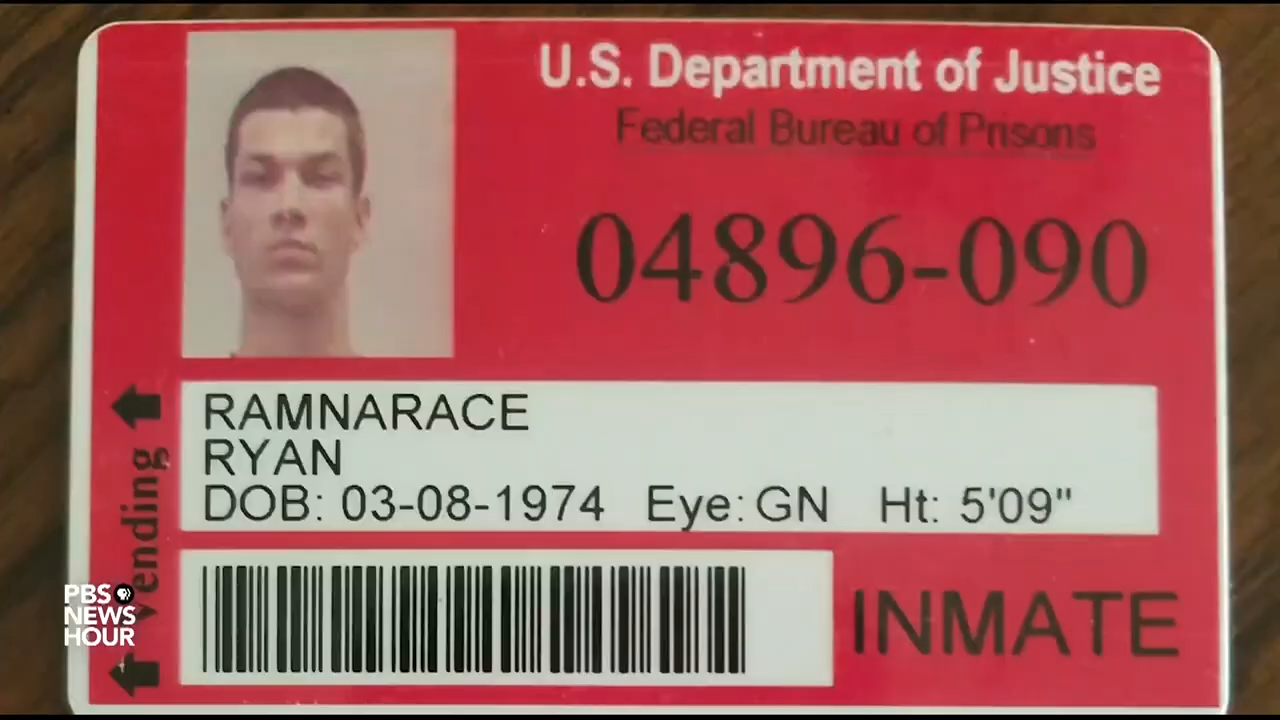 U.S. Department of Justice
Federal Bureau of Prisons
04896-090
RAMNARACE
RYAN
DOB: 03-08-1974 Eye: GN Ht: 5'09"
INMATE
Vending
PBS
NEWS
HOUR